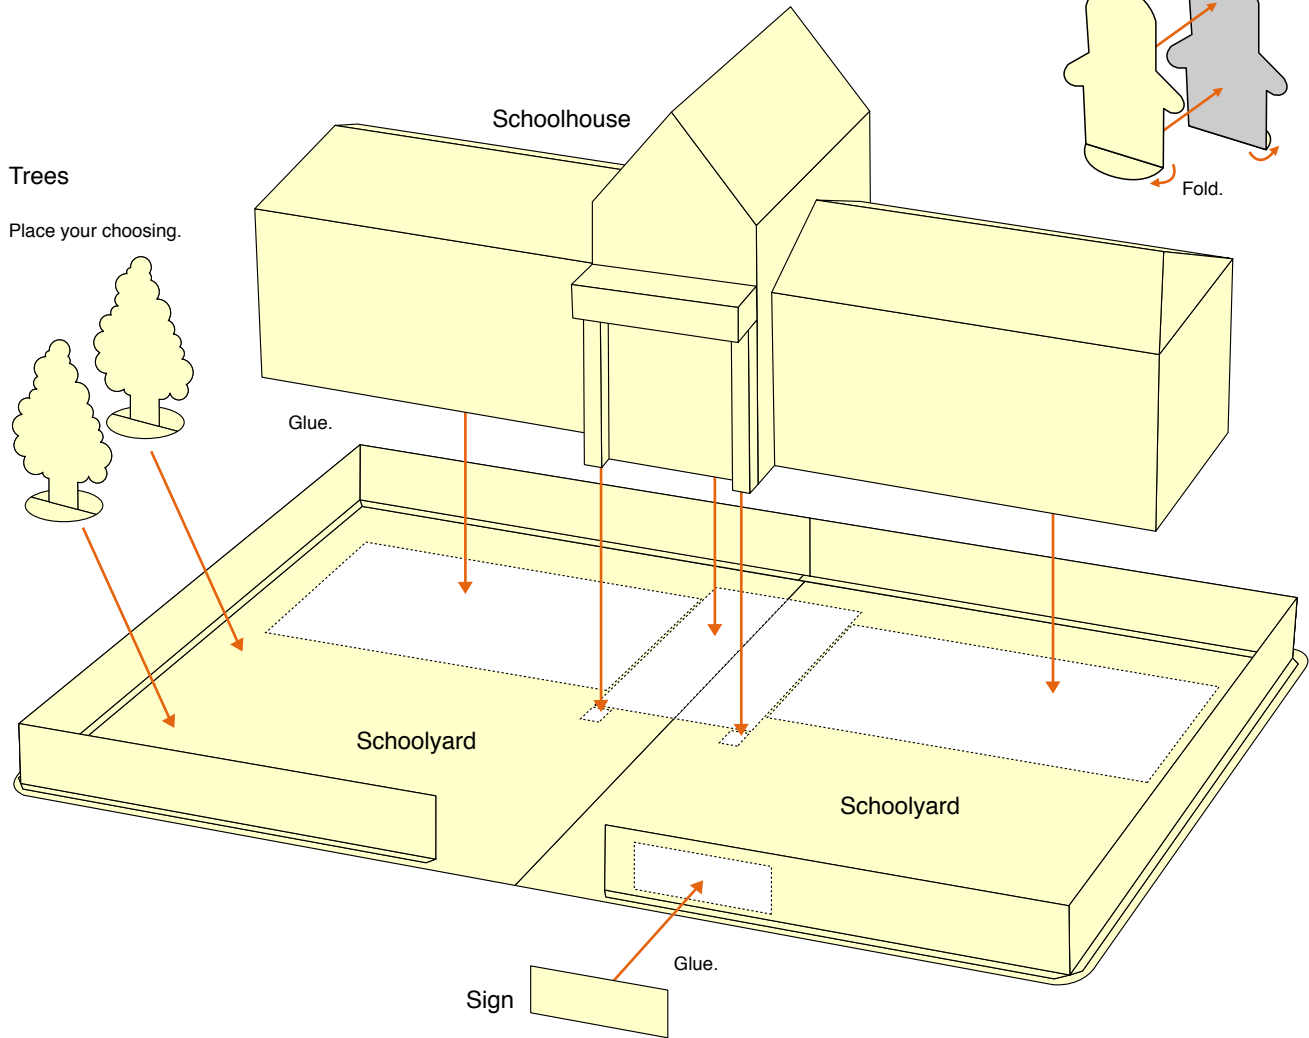 Schoolhouse
Trees
Fold.
Place your choosing.
Glue.
Schoolyard
Schoolyard
Glue.
Sign